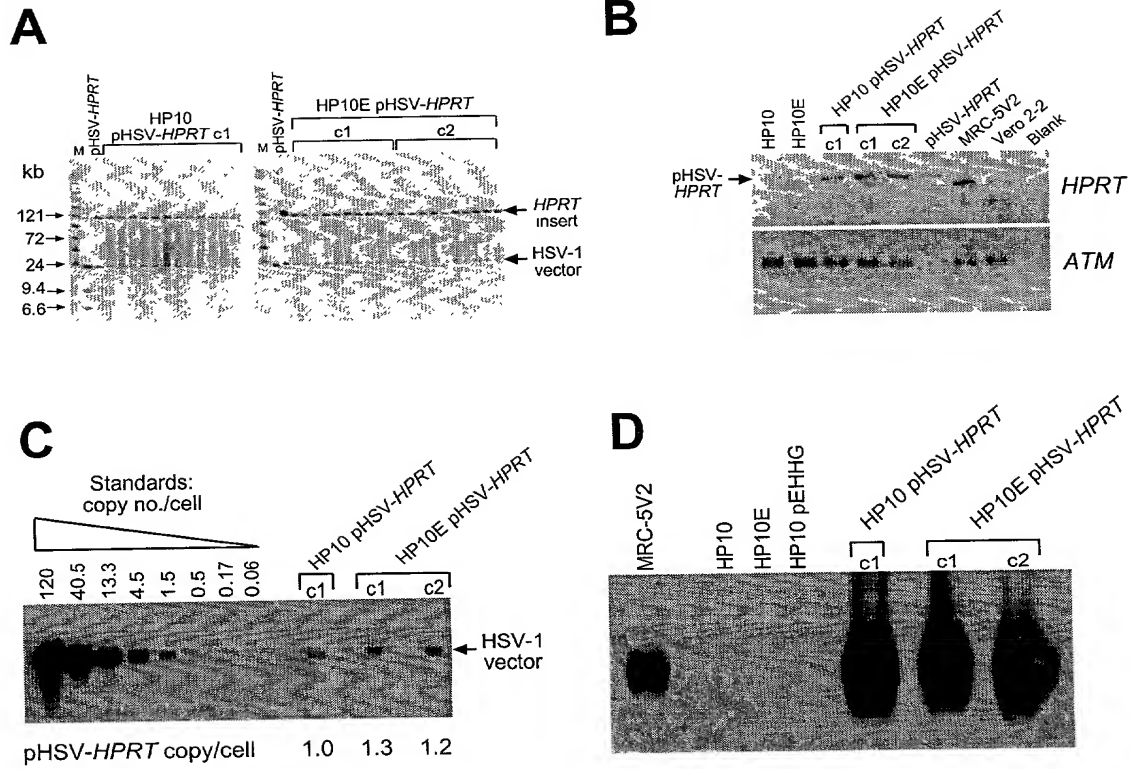 A
pHSV-HPRT
HP10
pHSV-HPRT c1
M
kb
121
72
24
9.4
6.6
pHSV-HPRT
HP10E pHSV-HPRT
c1 c2
M
HPRT
insert
HSV-1
vector
B
HP10
HP10E
HP10 pHSV-HPRT
HP10E pHSV-HPRT
pHSV-HPRT
MRC-5V2
Vero 2-2
Blank
c1 c1 c2
pHSV-
HPRT
HPRT
ATM
C
Standards:
copy no./cell
120 40.5 13.3 4.5 1.5 0.5 0.17 0.06
HP10 pHSV-HPRT
HP10E pHSV-HPRT
c1 c1 c2
HSV-1
vector
pHSV-HPRT copy/cell 1.0 1.3 1.2
D
MRC-5V2
HP10
HP10E
HP10 pEHHG
HP10 pHSV-HPRT
HP10E pHSV-HPRT
c1 c1 c2